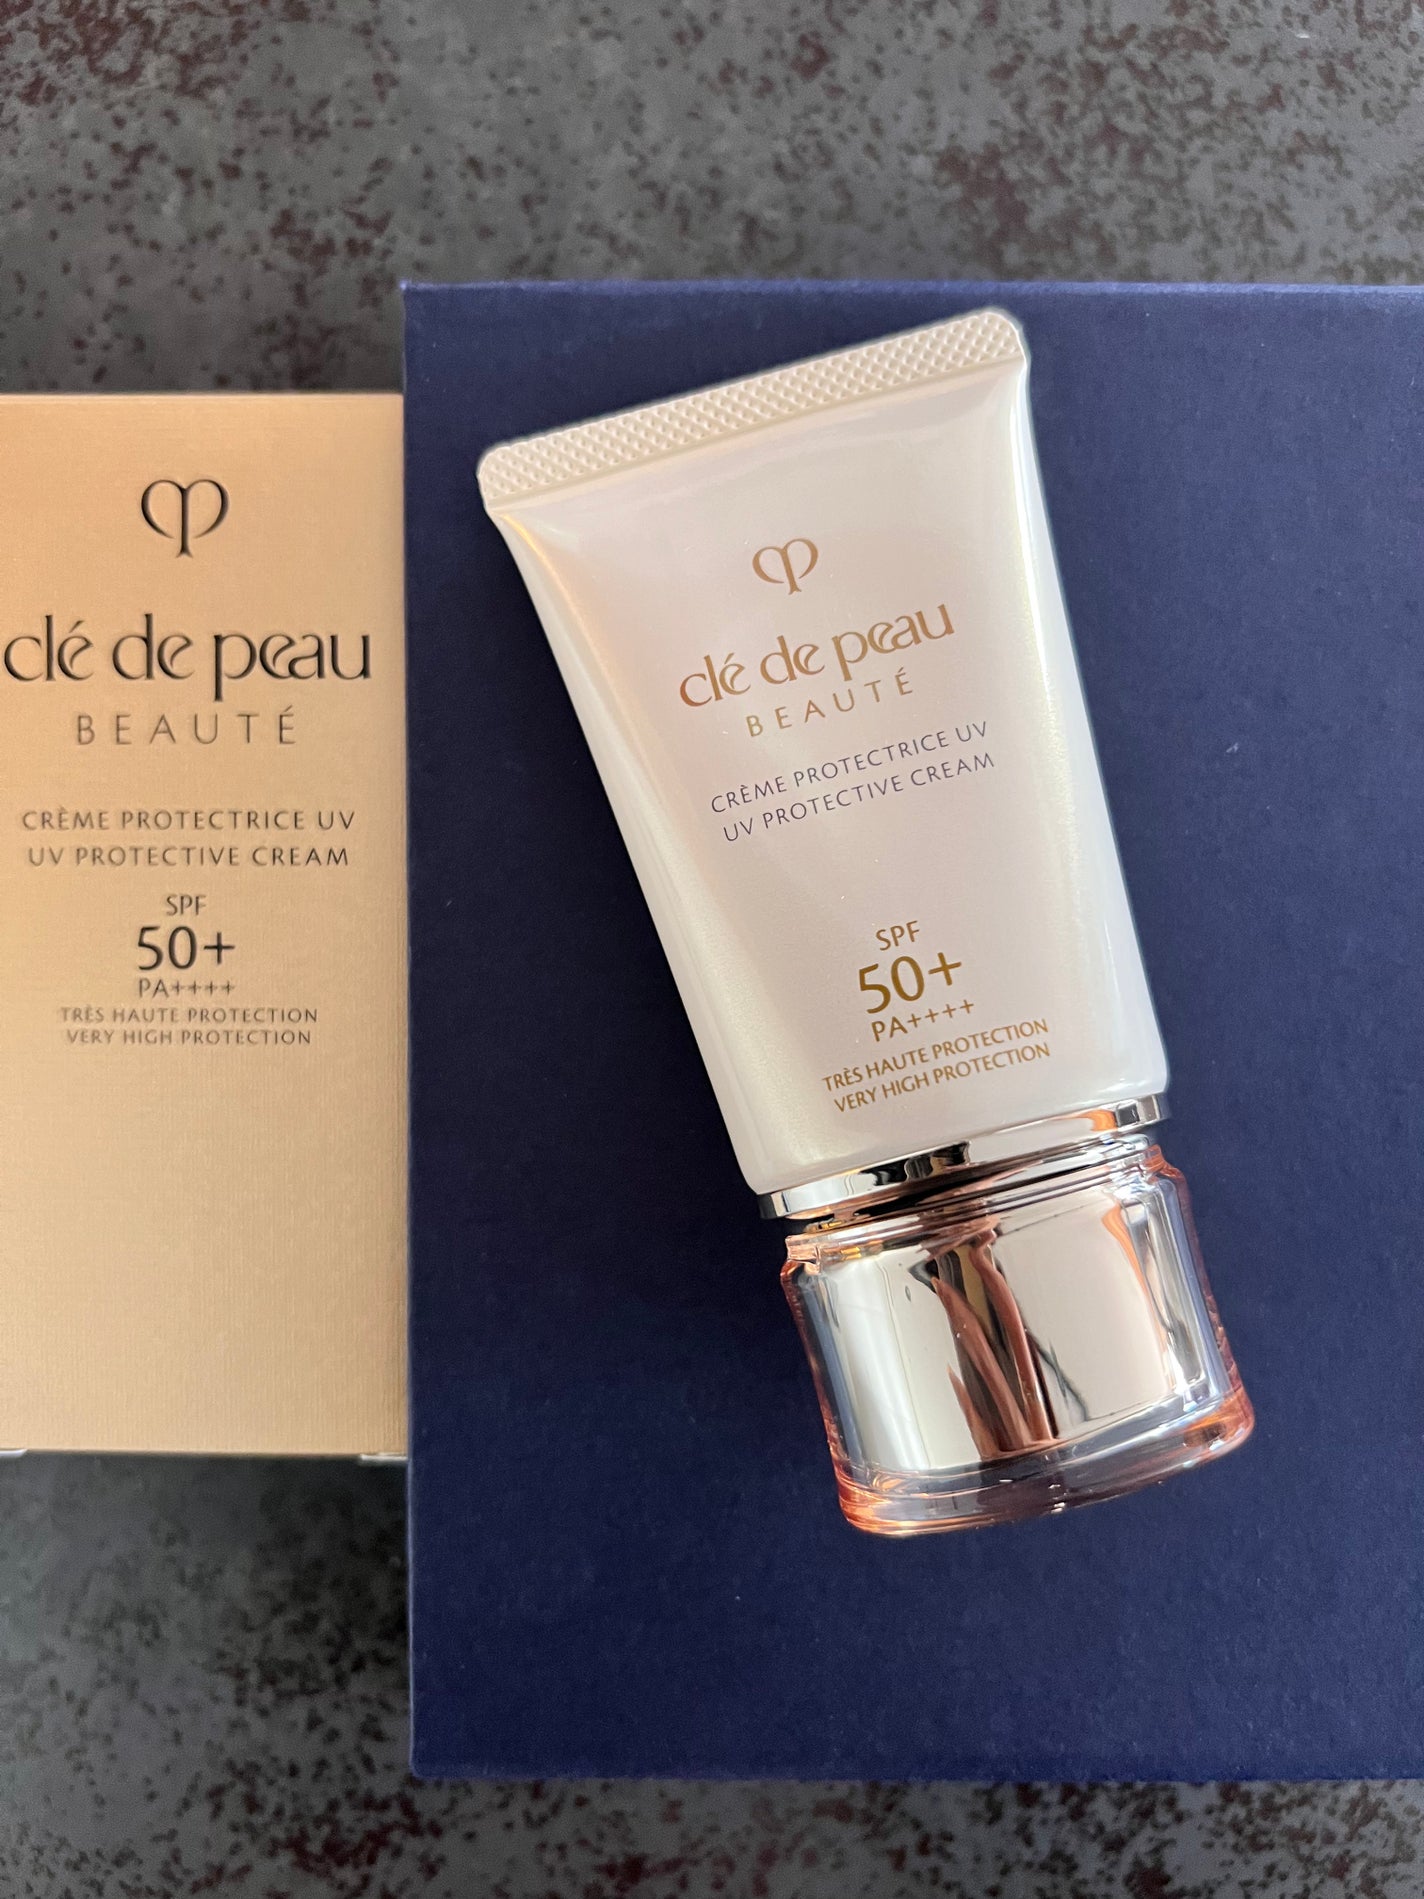 clé de peau
BEAUTÉ
CRÈME PROTECTRICE UV
UV PROTECTIVE CREAM
SPF
50+
PA++++
TRÈS HAUTE PROTECTION
VERY HIGH PROTECTION
clé de peau
BEAUTÉ
CRÈME PROTECTRICE UV
UV PROTECTIVE CREAM
SPF
50+
PA++++
TRÈS HAUTE PROTECTION
VERY HIGH PROTECTION